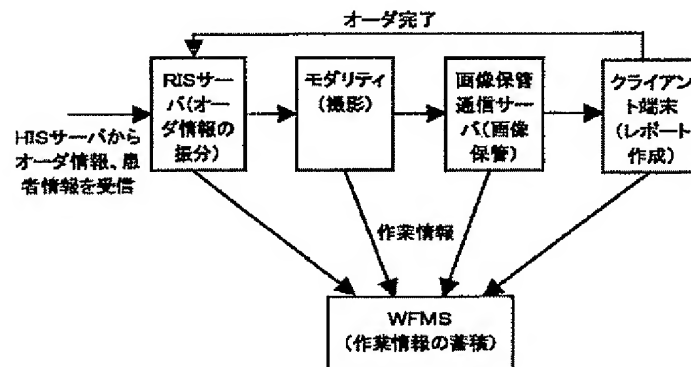 オーダ完了
RISサー
バ(オー
ダ情報の
振分)
モダリティ
(撮影)
画像保管
通信サー
バ(画像
保管)
クライアン
ト端末
(レポート
作成)
HISサーバから
オーダ情報、患
者情報を受信
作業情報
WFMS
(作業情報の蓄積)